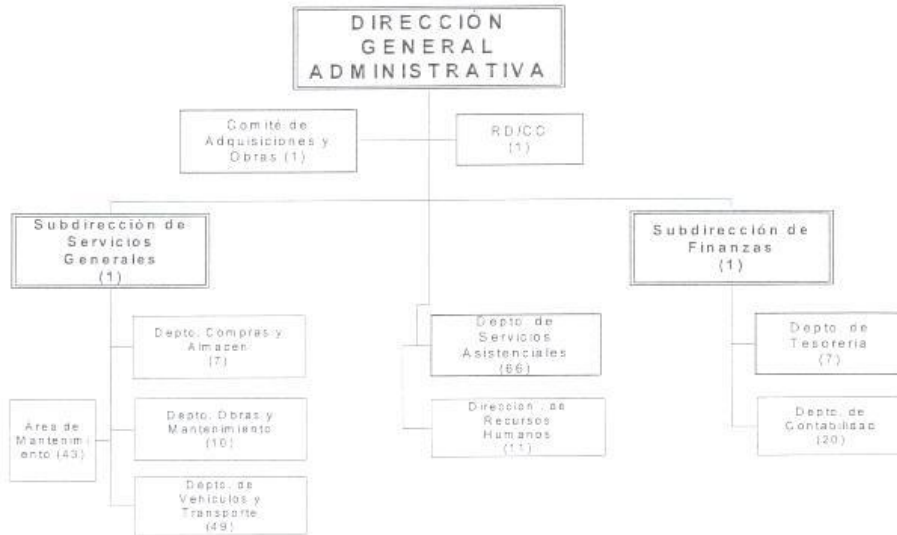 DIRECCIÓN
GENERAL
ADMINISTRATIVA
Comité de
Adquisiciones y
Obras (1)
RD/CC
(1)
Subdirección de
Servicios
Generales
(1)
Subdirección de
Finanzas
(1)
Depto. Compras y
Almacen
(7)
Depto. de
Servicios
Asistenciales
(66)
Depto. de
Tesorería
(7)
Area de
Mantenimi
ento (43)
Depto. Obras y
Mantenimiento
(10)
Dirección . de
Recursos
Humanos
(11)
Depto. de
Contabilidad
(20)
Depto. de
Vehículos y
Transporte
(49)